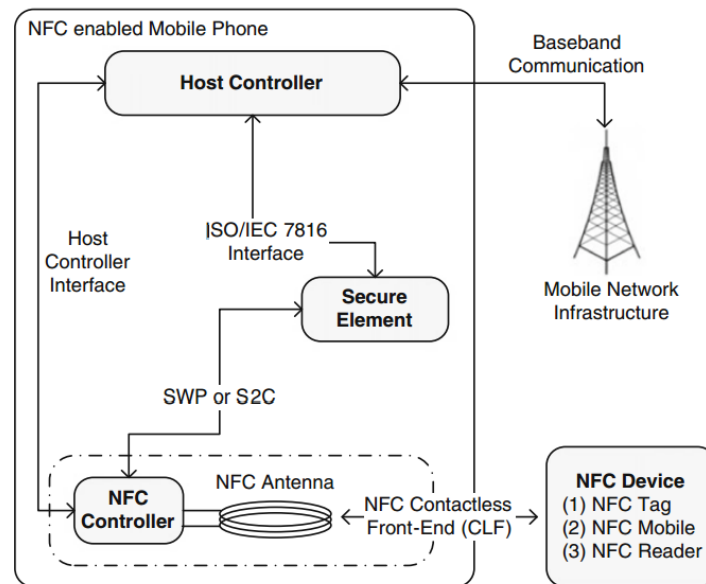 NFC enabled Mobile Phone
Host Controller
Baseband
Communication
Host
Controller
Interface
ISO/IEC 7816
Interface
Mobile Network
Infrastructure
Secure
Element
SWP or S2C
NFC
Controller
NFC Antenna
NFC Contactless
Front-End (CLF)
NFC Device
(1) NFC Tag
(2) NFC Mobile
(3) NFC Reader